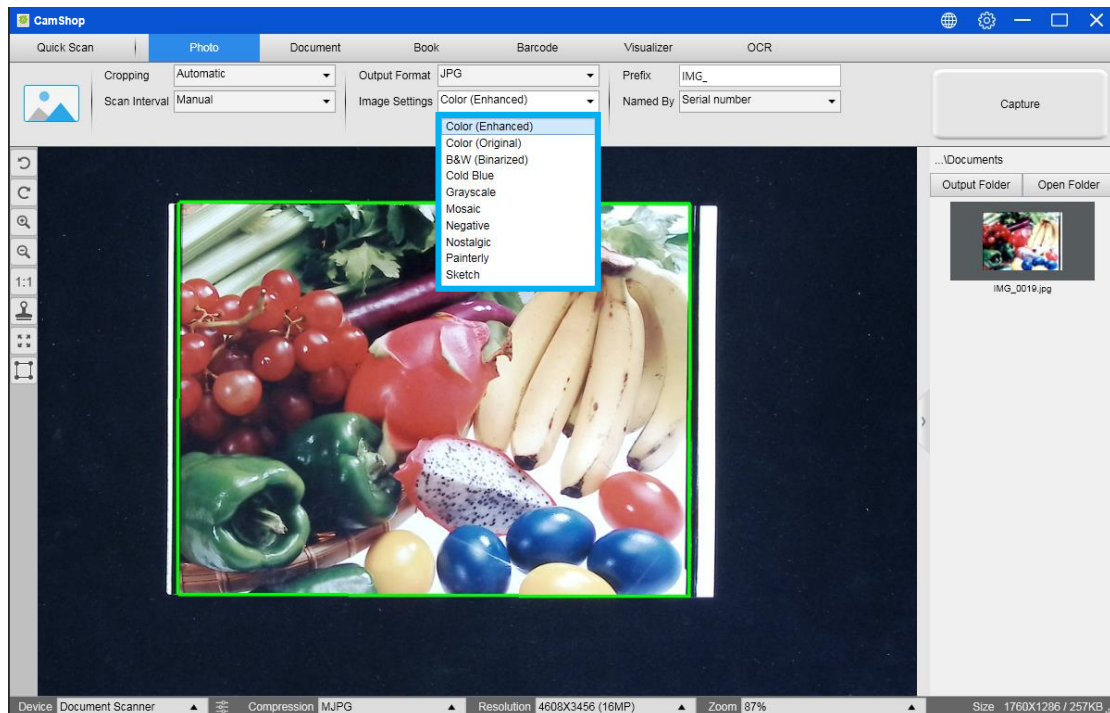 CamShop
Quick Scan
Photo
Document
Book
Barcode
Visualizer
OCR
Cropping Automatic
Output Format JPG
Prefix IMG_
Scan Interval Manual
Image Settings Color (Enhanced)
Named By Serial number
Capture
Color (Enhanced)
Color (Original)
B&W (Binarized)
Cold Blue
Grayscale
Mosaic
Negative
Nostalgic
Painterly
Sketch
1:1
...\Documents
Output Folder
Open Folder
IMG_0019.jpg
Device Document Scanner
Compression MJPG
Resolution 4608X3456 (16MP)
Zoom 87%
Size 1760X1286 / 257KB